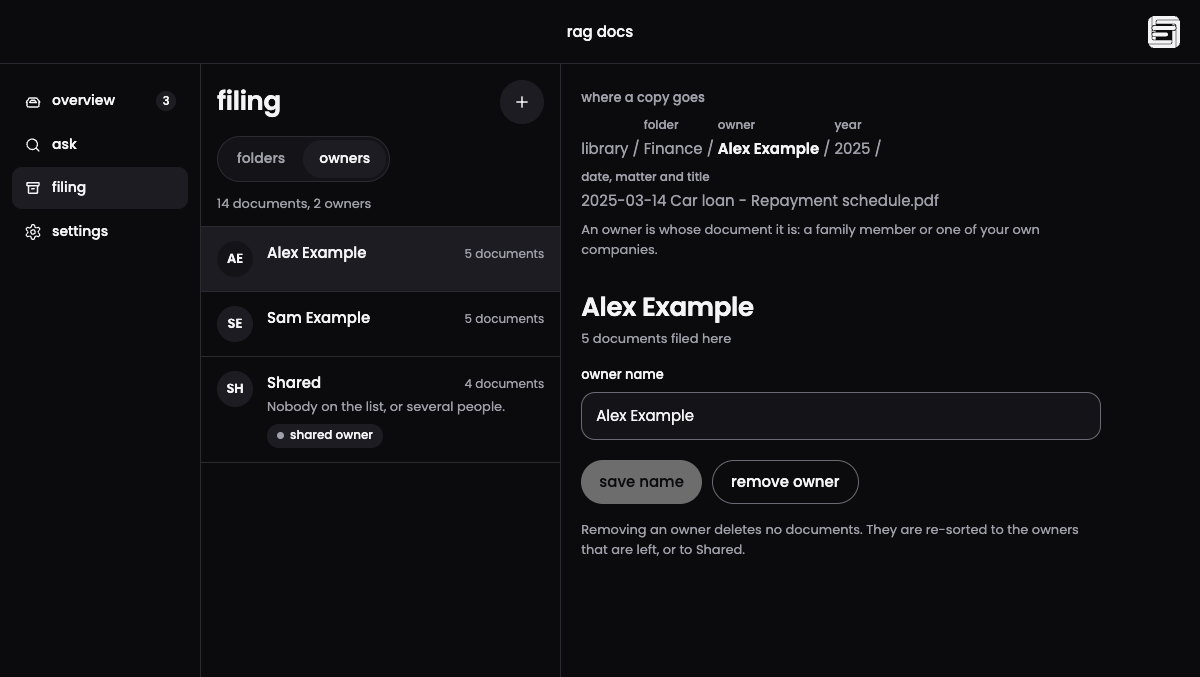 rag docs
overview 3
ask
filing
settings
filing
+
folders owners
14 documents, 2 owners
AE Alex Example 5 documents
SE Sam Example 5 documents
SH Shared 4 documents
Nobody on the list, or several people.
shared owner
where a copy goes
folder owner year
library / Finance / Alex Example / 2025 /
date, matter and title
2025-03-14 Car loan - Repayment schedule.pdf
An owner is whose document it is: a family member or one of your own
companies.
Alex Example
5 documents filed here
owner name
Alex Example
save name remove owner
Removing an owner deletes no documents. They are re-sorted to the owners
that are left, or to Shared.